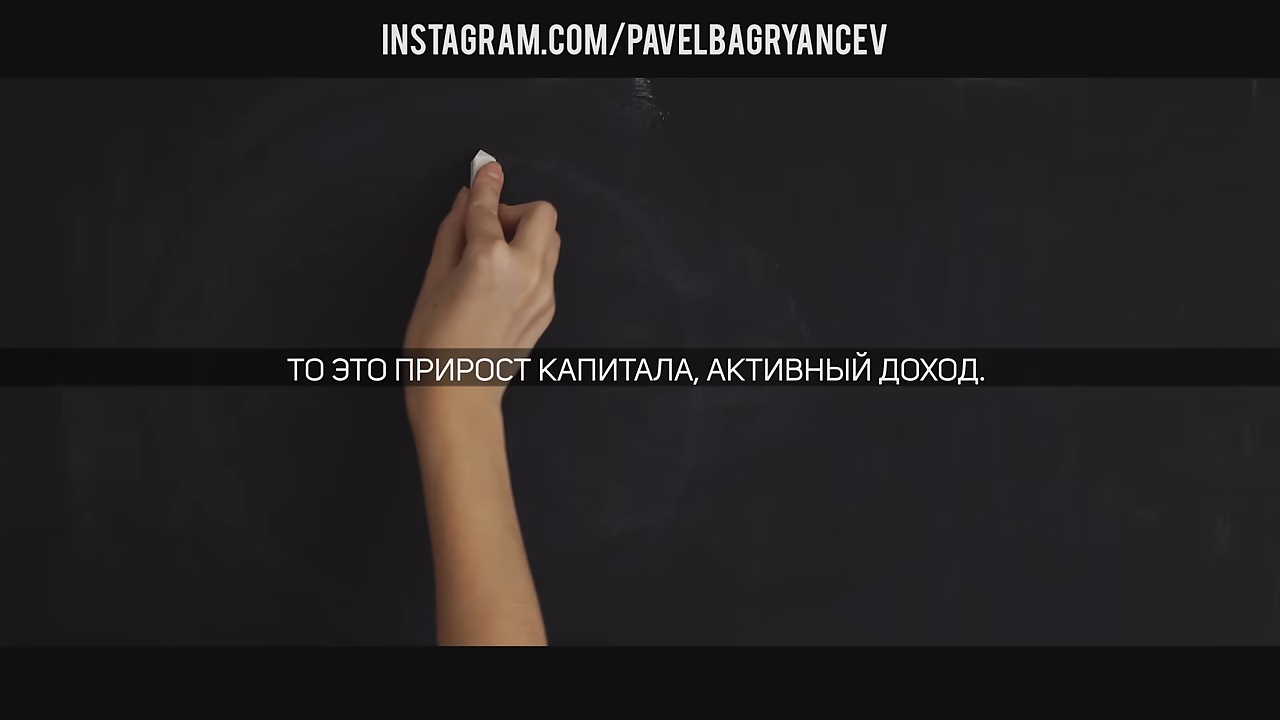 INSTAGRAM.COM/PAVELBAGRYANCEV
ТО ЭТО ПРИРОСТ КАПИТАЛА, АКТИВНЫЙ ДОХОД.